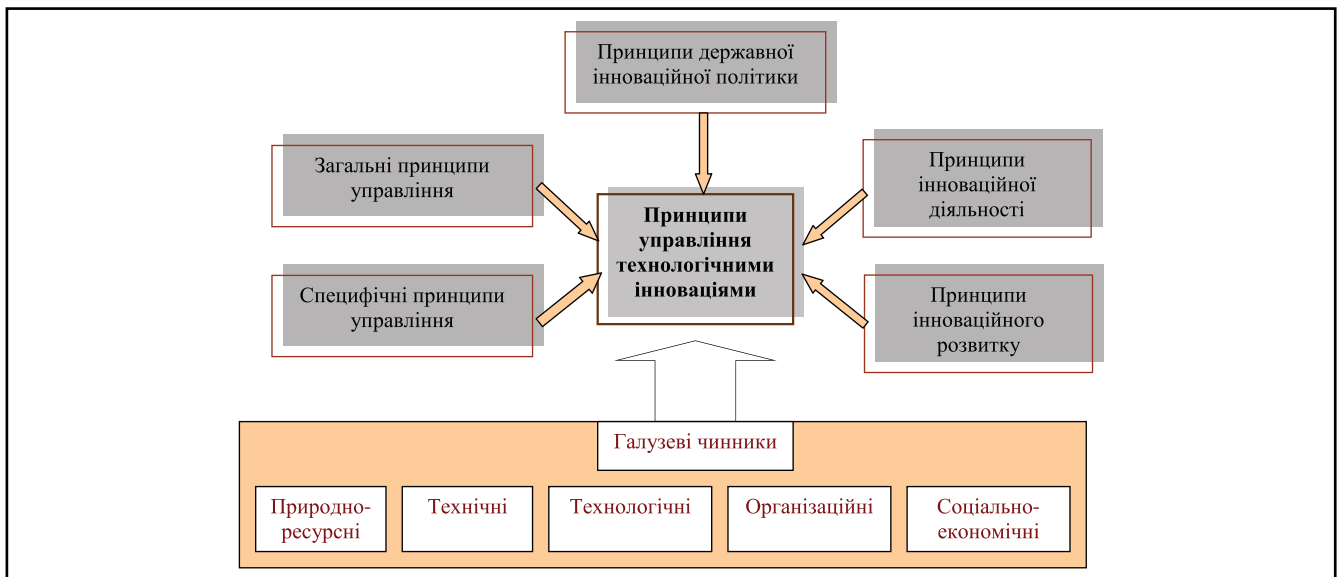 Принципи державної
інноваційної політики
Загальні принципи
управління
Принципи
інноваційної
діяльності
Принципи
управління
технологічними
інноваціями
Специфічні принципи
управління
Принципи
інноваційного
розвитку
Галузеві чинники
Природно-
ресурсні
Технічні
Технологічні
Організаційні
Соціально-
економічні